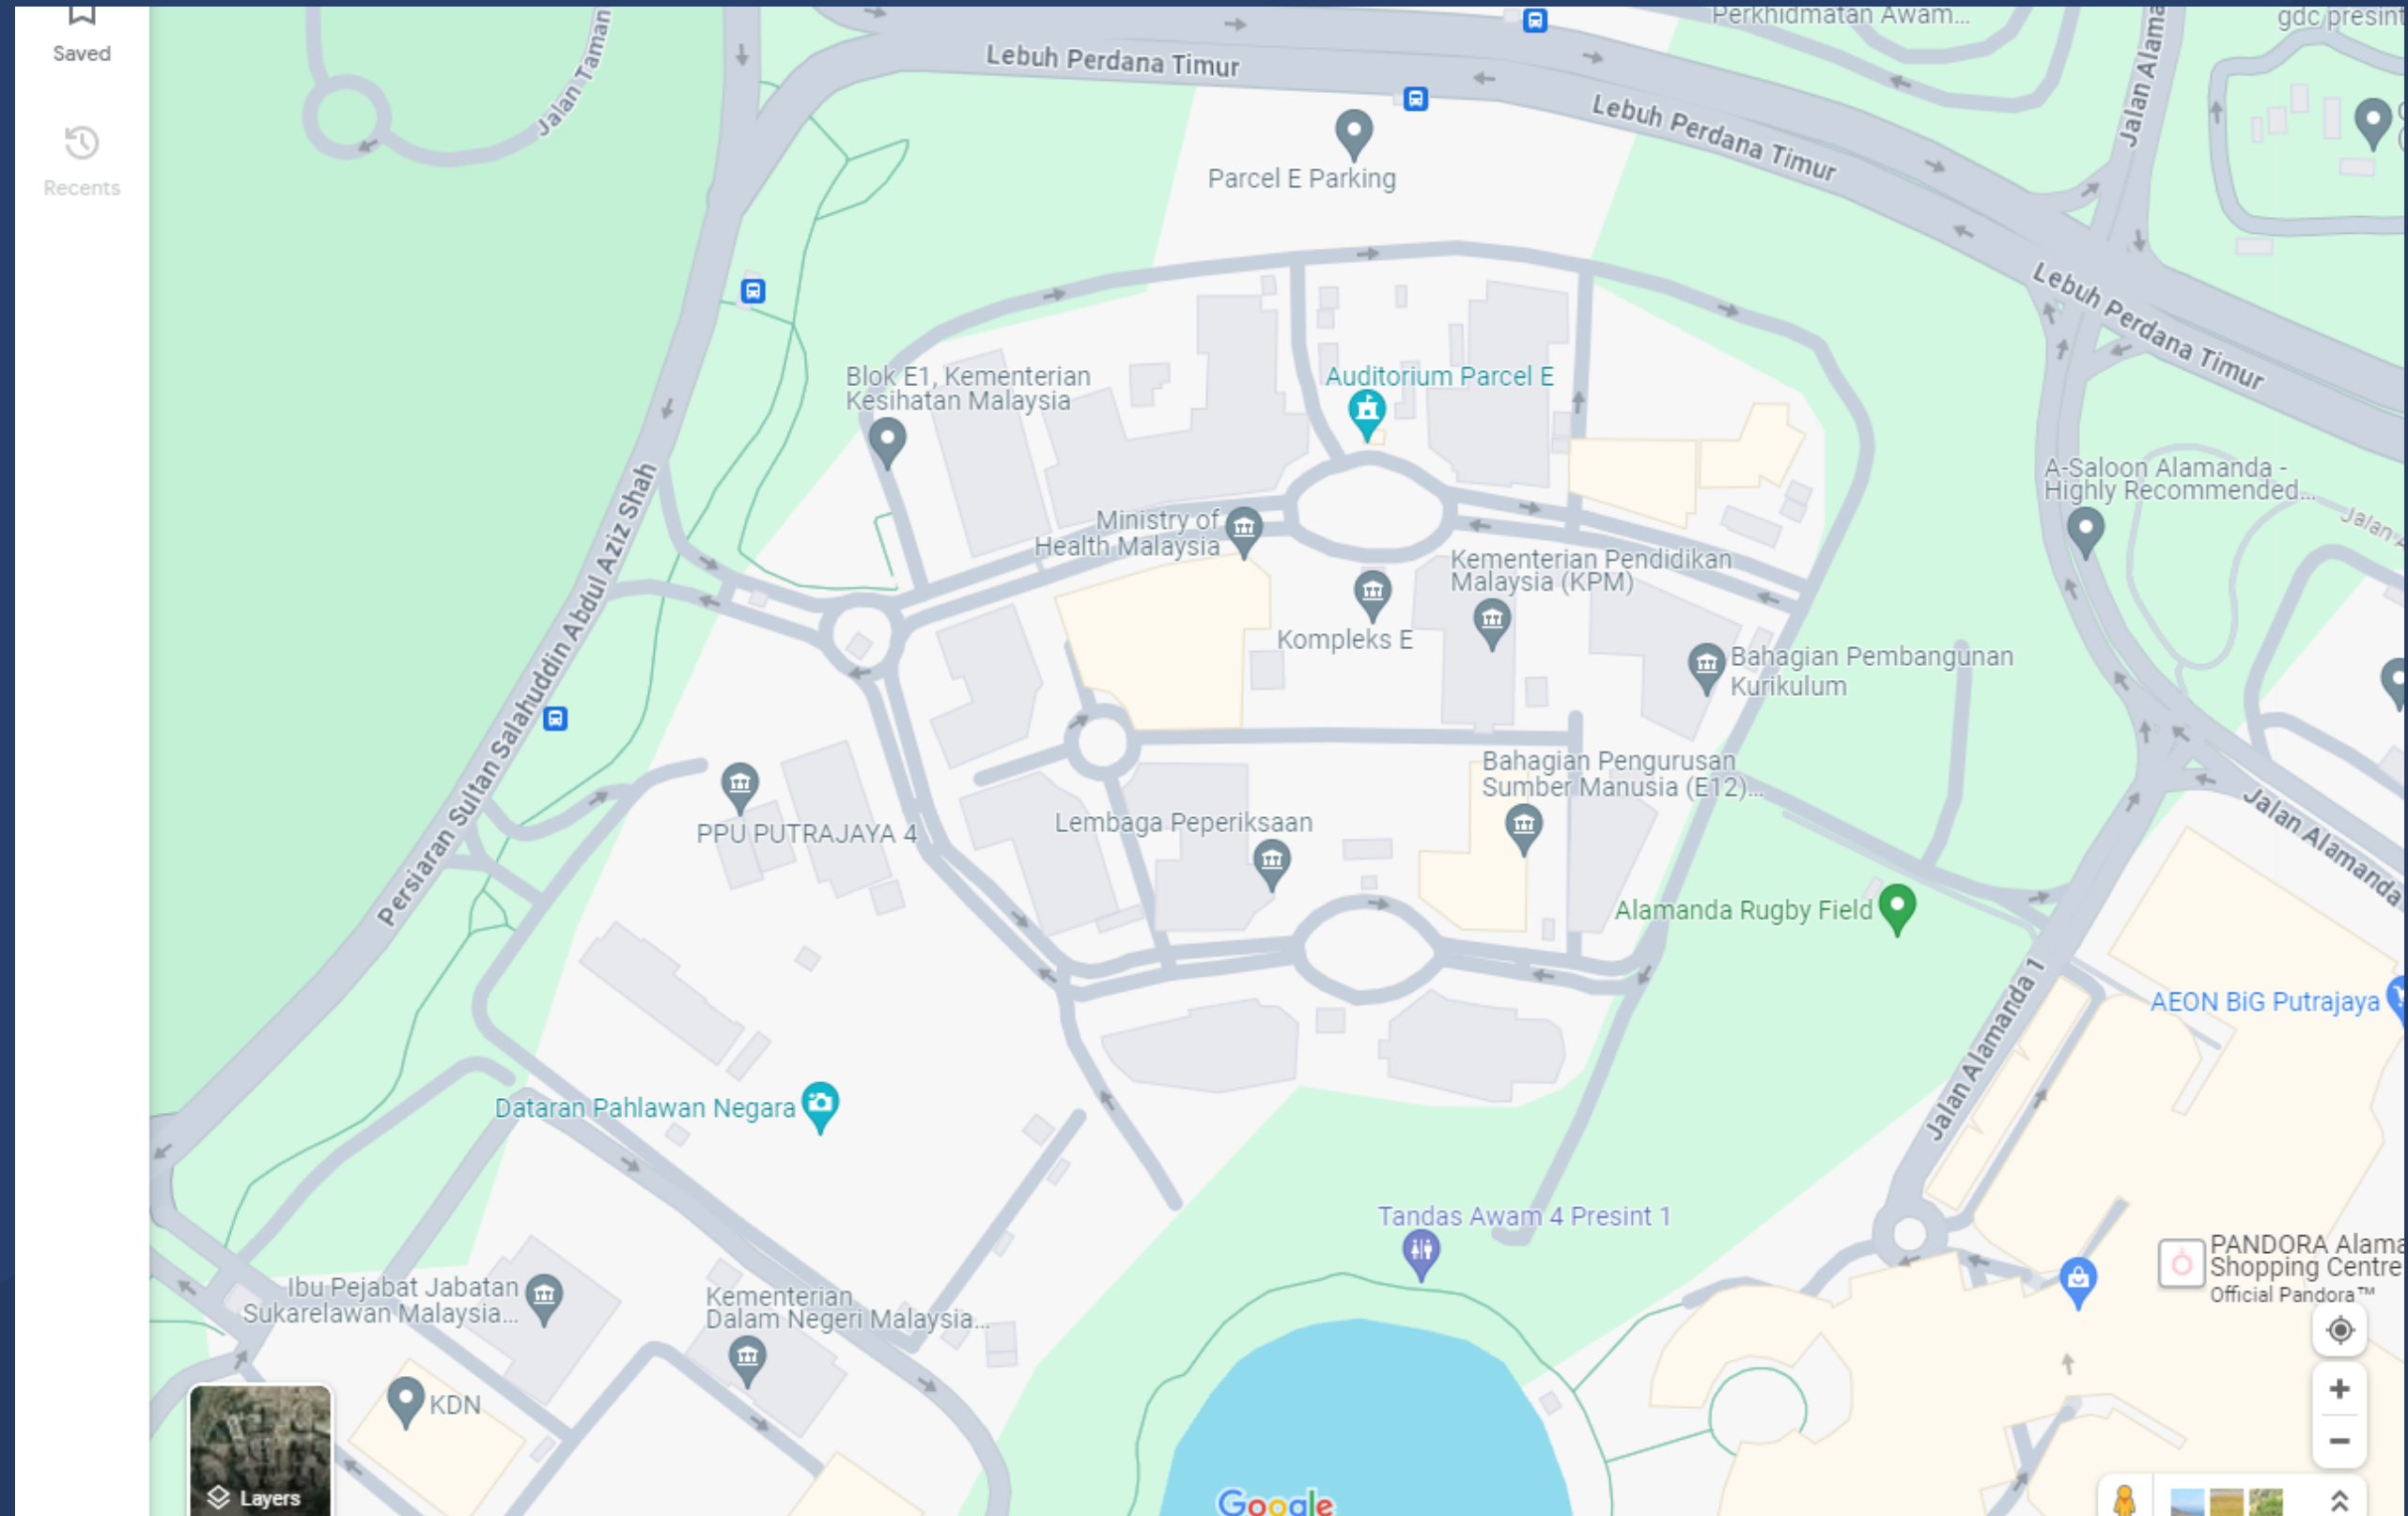 Saved
Recents
Jalan Taman
Lebuh Perdana Timur
Perkhidmatan Awam...
gdc presint
Jalan Alama
Lebuh Perdana Timur
Parcel E Parking
Lebuh Perdana Timur
Blok E1, Kementerian
Kesihatan Malaysia
Auditorium Parcel E
A-Saloon Alamanda -
Highly Recommended...
Ministry of
Health Malaysia
Kementerian Pendidikan
Malaysia (KPM)
Kompleks E
Bahagian Pembangunan
Kurikulum
Persiaran Sultan Salahuddin Abdul Aziz Shah
PPU PUTRAJAYA 4
Bahagian Pengurusan
Sumber Manusia (E12)...
Lembaga Peperiksaan
Jalan Alamanda
Alamanda Rugby Field
AEON BiG Putrajaya
Jalan Alamanda 1
Dataran Pahlawan Negara
Tandas Awam 4 Presint 1
PANDORA Alama
Shopping Centre
Official Pandora™
Ibu Pejabat Jabatan
Sukarelawan Malaysia...
Kementerian
Dalam Negeri Malaysia...
KDN
Layers
Google